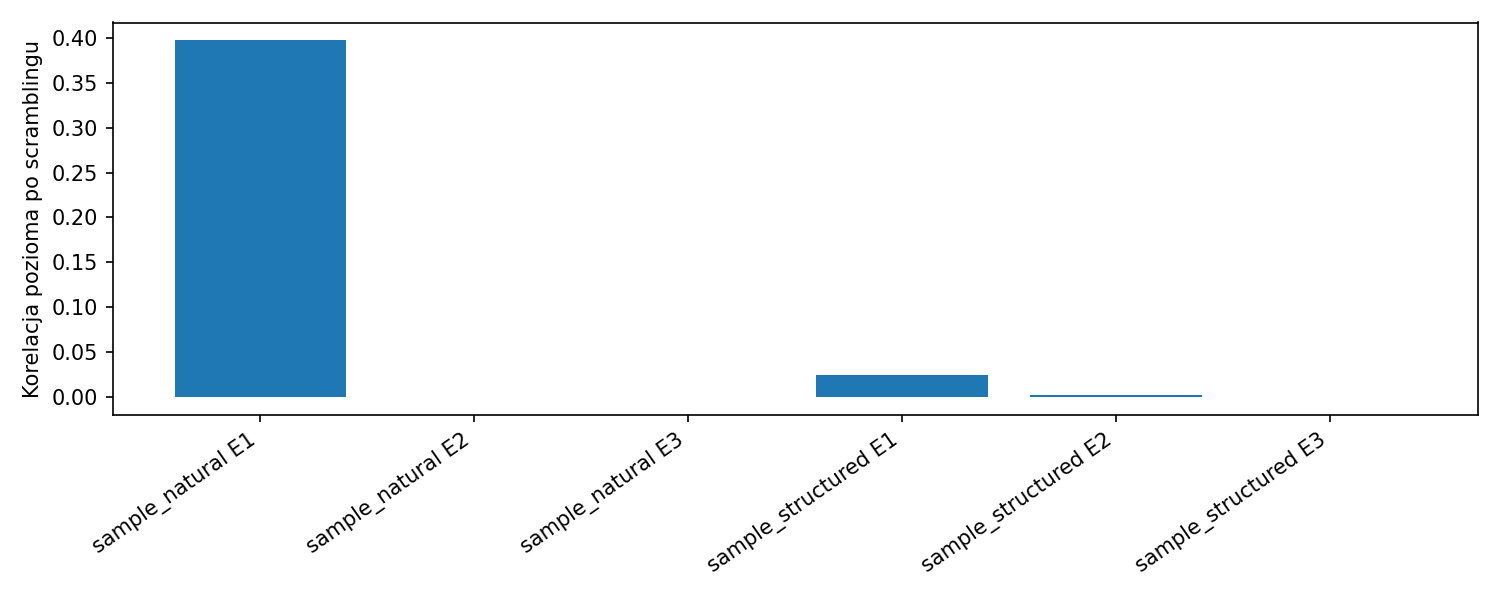 Korelacja pozioma po scramblingu
0.40
0.35
0.30
0.25
0.20
0.15
0.10
0.05
0.00
sample_natural E1
sample_natural E2
sample_natural E3
sample_structured E1
sample_structured E2
sample_structured E3